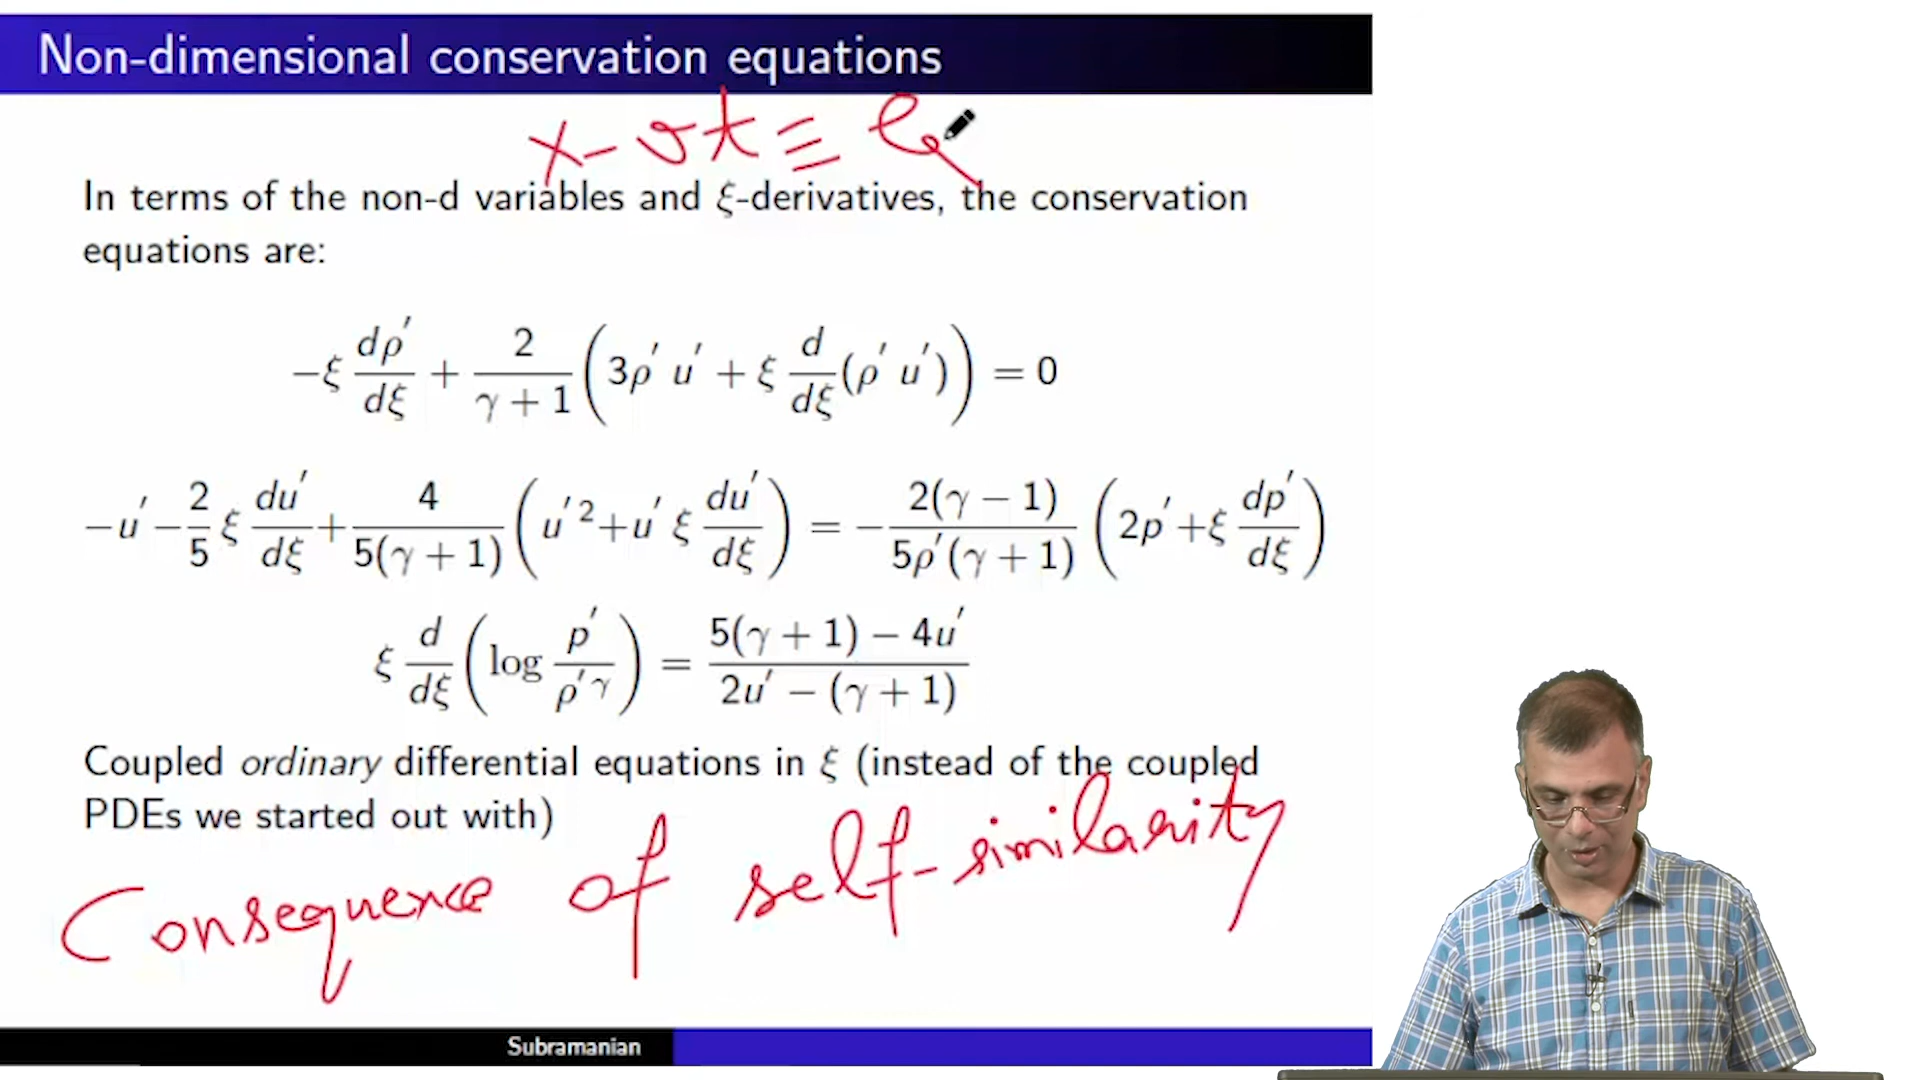 Non-dimensional conservation equations
x - vt ≡ ξ
In terms of the non-d variables and ξ-derivatives, the conservation
equations are:
−ξ dρ′/dξ + 2/(γ + 1) (3ρ′ u′ + ξ d/dξ (ρ′ u′)) = 0
−u′ − 2/5 ξ du′/dξ + 4/(5(γ + 1)) (u′² + u′ ξ du′/dξ) = − 2(γ − 1)/(5ρ′(γ + 1)) (2p′ + ξ dp′/dξ)
ξ d/dξ (log p′/ρ′^γ) = (5(γ + 1) − 4u′)/(2u′ − (γ + 1))
Coupled ordinary differential equations in ξ (instead of the coupled
PDEs we started out with)
Consequence of self-similarity
Subramanian